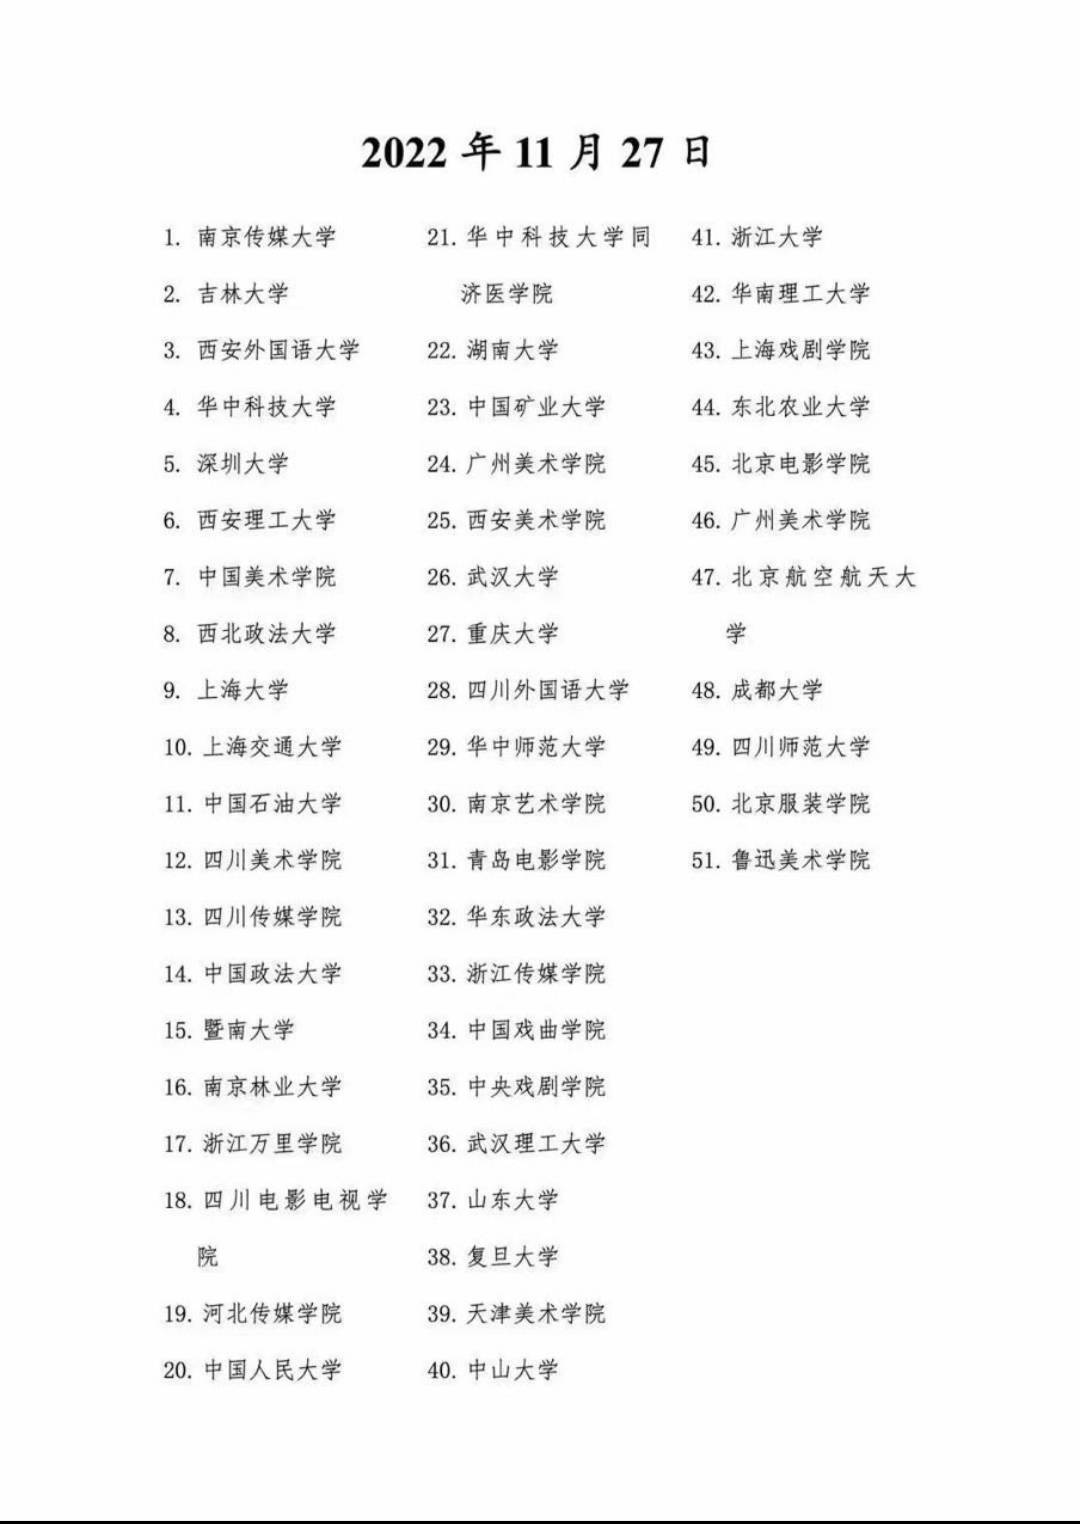 2022 年 11 月 27 日
1. 南京传媒大学
2. 吉林大学
3. 西安外国语大学
4. 华中科技大学
5. 深圳大学
6. 西安理工大学
7. 中国美术学院
8. 西北政法大学
9. 上海大学
10. 上海交通大学
11. 中国石油大学
12. 四川美术学院
13. 四川传媒学院
14. 中国政法大学
15. 暨南大学
16. 南京林业大学
17. 浙江万里学院
18. 四川电影电视学
院
19. 河北传媒学院
20. 中国人民大学
21. 华中科技大学同
济医学院
22. 湖南大学
23. 中国矿业大学
24. 广州美术学院
25. 西安美术学院
26. 武汉大学
27. 重庆大学
28. 四川外国语大学
29. 华中师范大学
30. 南京艺术学院
31. 青岛电影学院
32. 华东政法大学
33. 浙江传媒学院
34. 中国戏曲学院
35. 中央戏剧学院
36. 武汉理工大学
37. 山东大学
38. 复旦大学
39. 天津美术学院
40. 中山大学
41. 浙江大学
42. 华南理工大学
43. 上海戏剧学院
44. 东北农业大学
45. 北京电影学院
46. 广州美术学院
47. 北京航空航天大
学
48. 成都大学
49. 四川师范大学
50. 北京服装学院
51. 鲁迅美术学院